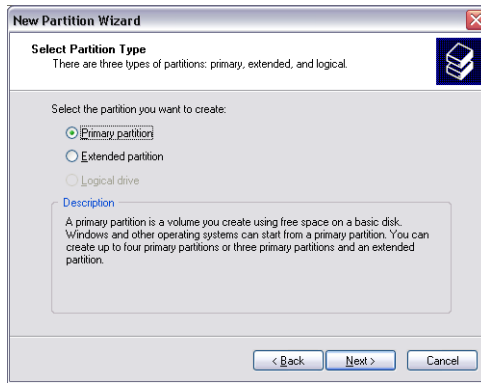 New Partition Wizard
Select Partition Type
There are three types of partitions: primary, extended, and logical.
Select the partition you want to create:
Primary partition
Extended partition
Logical drive
Description
A primary partition is a volume you create using free space on a basic disk.
Windows and other operating systems can start from a primary partition. You can
create up to four primary partitions or three primary partitions and an extended
partition.
< Back
Next >
Cancel